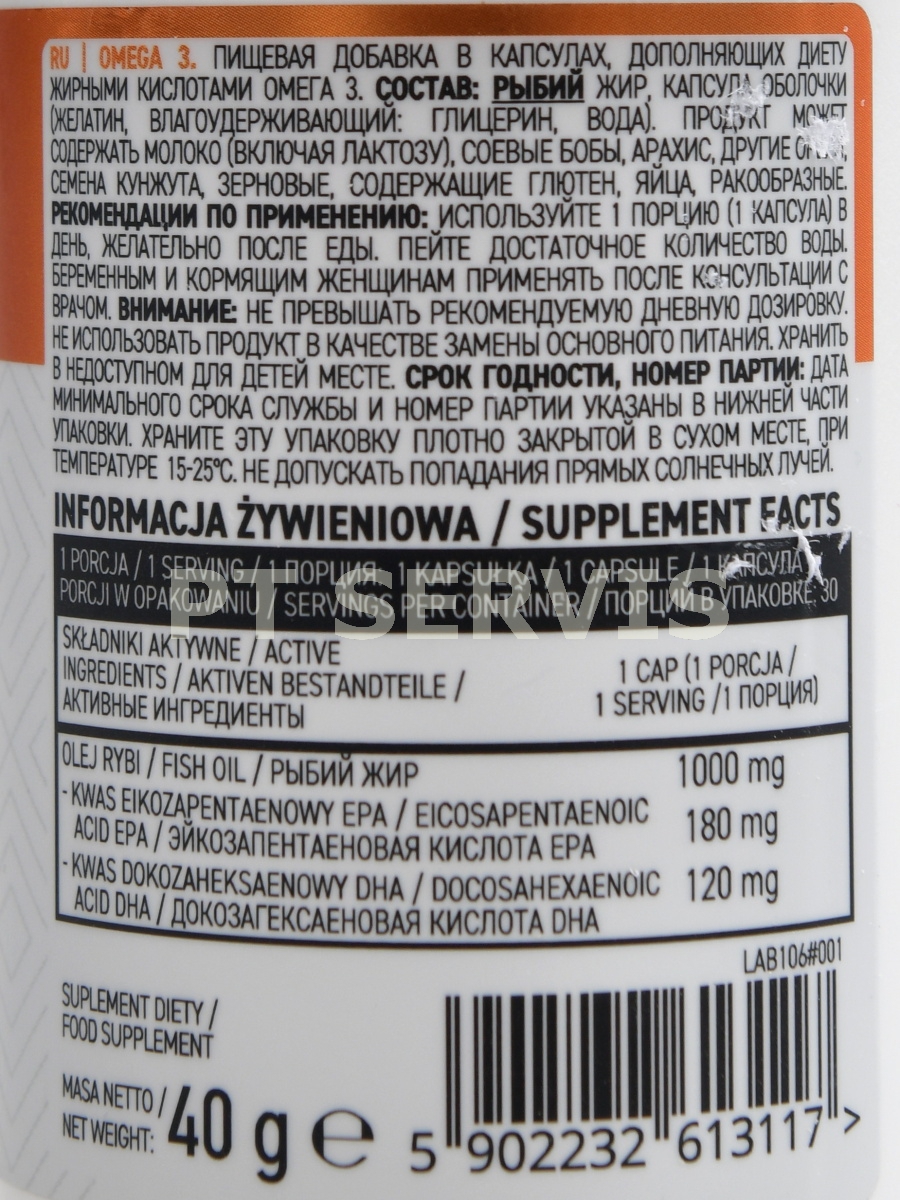 RU | OMEGA 3. ПИЩЕВАЯ ДОБАВКА В КАПСУЛАХ, ДОПОЛНЯЮЩИХ ДИЕТУ
ЖИРНЫМИ КИСЛОТАМИ ОМЕГА 3. СОСТАВ: РЫБИЙ ЖИР, КАПСУЛА ОБОЛОЧКИ
(ЖЕЛАТИН, ВЛАГОУДЕРЖИВАЮЩИЙ: ГЛИЦЕРИН, ВОДА). ПРОДУКТ МОЖЕТ
СОДЕРЖАТЬ МОЛОКО (ВКЛЮЧАЯ ЛАКТОЗУ), СОЕВЫЕ БОБЫ, АРАХИС, ДРУГИЕ
СЕМЕНА КУНЖУТА, ЗЕРНОВЫЕ, СОДЕРЖАЩИЕ ГЛЮТЕН, ЯЙЦА, РАКООБРАЗНЫЕ.
РЕКОМЕНДАЦИИ ПО ПРИМЕНЕНИЮ: ИСПОЛЬЗУЙТЕ 1 ПОРЦИЮ (1 КАПСУЛА) В
ДЕНЬ, ЖЕЛАТЕЛЬНО ПОСЛЕ ЕДЫ. ПЕЙТЕ ДОСТАТОЧНОЕ КОЛИЧЕСТВО ВОДЫ.
БЕРЕМЕННЫМ И КОРМЯЩИМ ЖЕНЩИНАМ ПРИМЕНЯТЬ ПОСЛЕ КОНСУЛЬТАЦИИ С
ВРАЧОМ. ВНИМАНИЕ: НЕ ПРЕВЫШАТЬ РЕКОМЕНДУЕМУЮ ДНЕВНУЮ ДОЗИРОВКУ.
НЕ ИСПОЛЬЗОВАТЬ ПРОДУКТ В КАЧЕСТВЕ ЗАМЕНЫ ОСНОВНОГО ПИТАНИЯ. ХРАНИТЬ
В НЕДОСТУПНОМ ДЛЯ ДЕТЕЙ МЕСТЕ. СРОК ГОДНОСТИ, НОМЕР ПАРТИИ: ДАТА
МИНИМАЛЬНОГО СРОКА СЛУЖБЫ И НОМЕР ПАРТИИ УКАЗАНЫ В НИЖНЕЙ ЧАСТИ
УПАКОВКИ. ХРАНИТЕ ЭТУ УПАКОВКУ ПЛОТНО ЗАКРЫТОЙ В СУХОМ МЕСТЕ, ПРИ
ТЕМПЕРАТУРЕ 15-25°C. НЕ ДОПУСКАТЬ ПОПАДАНИЯ ПРЯМЫХ СОЛНЕЧНЫХ ЛУЧЕЙ.
INFORMACJA ŻYWIENIOWA / SUPPLEMENT FACTS
1 PORCJA / 1 SERVING / 1 ПОРЦИЯ: 1 KAPSUŁKA / 1 CAPSULE / 1 КАПСУЛА
PORCJI W OPAKOWANIU / SERVINGS PER CONTAINER / ПОРЦИЙ В УПАКОВКЕ: 30
PT SERVIS
SKŁADNIKI AKTYWNE / ACTIVE
INGREDIENTS / AKTIVEN BESTANDTEILE /
АКТИВНЫЕ ИНГРЕДИЕНТЫ
1 CAP (1 PORCJA /
1 SERVING /1 ПОРЦИЯ)
OLEJ RYBI / FISH OIL / РЫБИЙ ЖИР 1000 mg
- KWAS EIKOZAPENTAENOWY EPA / EICOSAPENTAENOIC
ACID EPA / ЭЙКОЗАПЕНТАЕНОВАЯ КИСЛОТА EPA 180 mg
- KWAS DOKOZAHEKSAENOWY DHA / DOCOSAHEXAENOIC
ACID DHA / ДОКОЗАГЕКСАЕНОВАЯ КИСЛОТА DHA 120 mg
LAB106#001
SUPLEMENT DIETY /
FOOD SUPPLEMENT
MASA NETTO /
NET WEIGHT: 40 g ℮
5 902232 613117 >